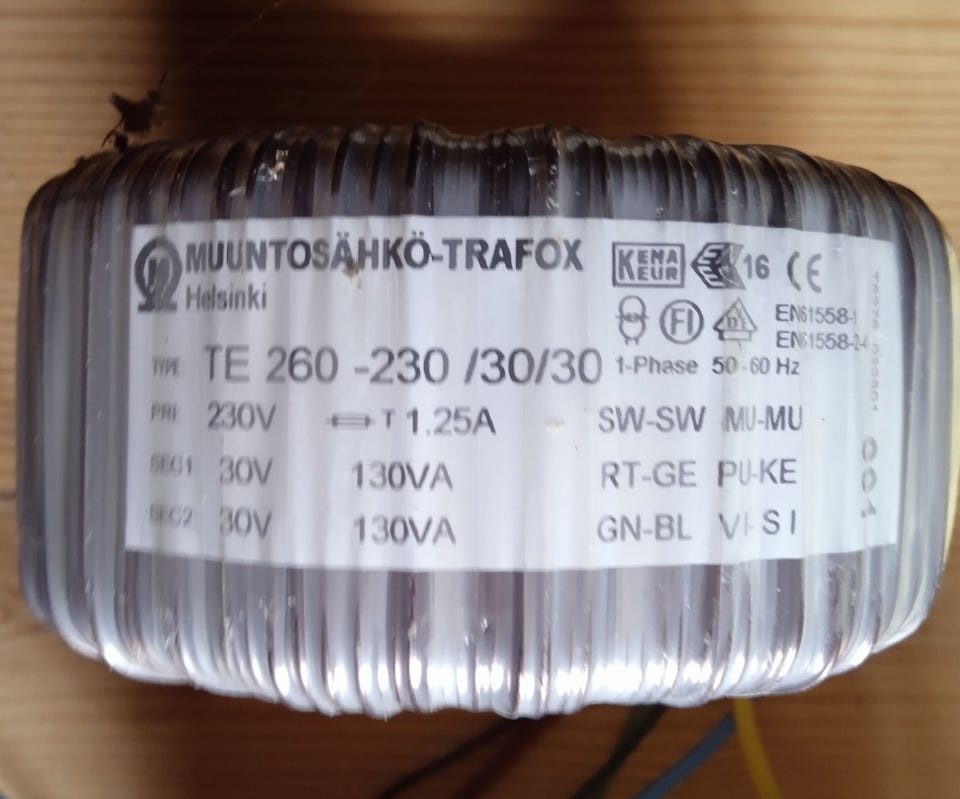 MUUNTOSÄHKÖ-TRAFOX
Helsinki
KEMA EUR
16 CE
FI
EN61558-1
EN61558-2-4
TYPE TE 260 -230 /30/30 1-Phase 50-60 Hz
PRI 230V T 1.25A SW-SW MU-MU
SEC1 30V 130VA RT-GE PU-KE
SEC2 30V 130VA GN-BL VI-SI
001